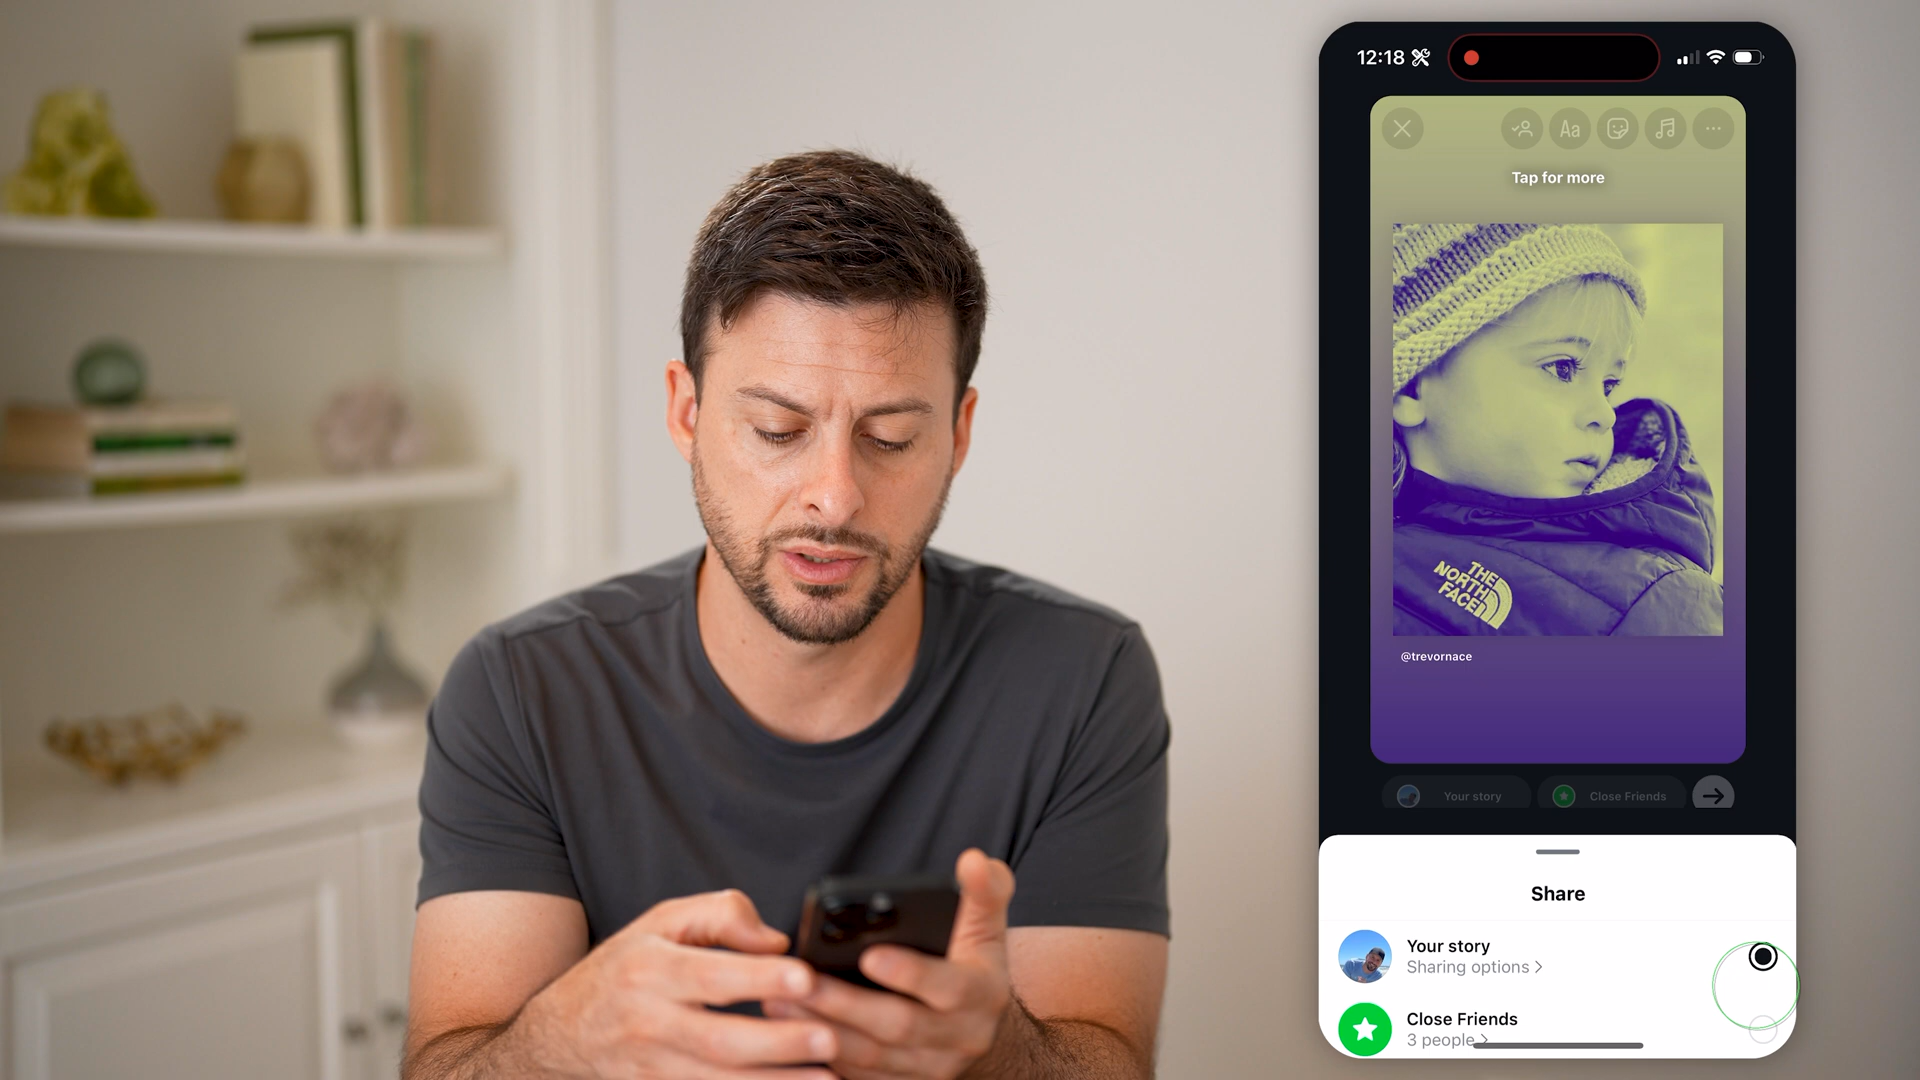 12:18
Aa
Tap for more
THE
NORTH
FACE
@trevornace
Your story
Close Friends
Share
Your story
Sharing options >
Close Friends
3 people >